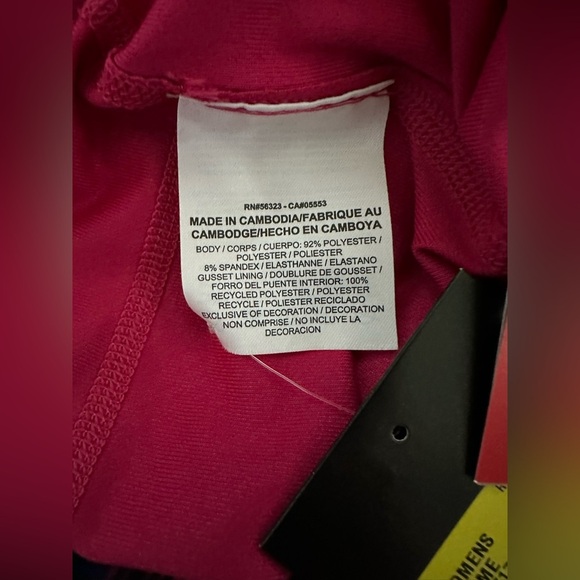 RN#56323 - CA#05553
MADE IN CAMBODIA/FABRIQUE AU
CAMBODGE/HECHO EN CAMBOYA
BODY / CORPS / CUERPO: 92% POLYESTER /
POLYESTER / POLIESTER
8% SPANDEX / ELASTHANNE / ELASTANO
GUSSET LINING / DOUBLURE DE GOUSSET /
FORRO DEL PUENTE INTERIOR: 100%
RECYCLED POLYESTER / POLYESTER
RECYCLE / POLIESTER RECICLADO
EXCLUSIVE OF DECORATION / DECORATION
NON COMPRISE / NO INCLUYE LA
DECORACION